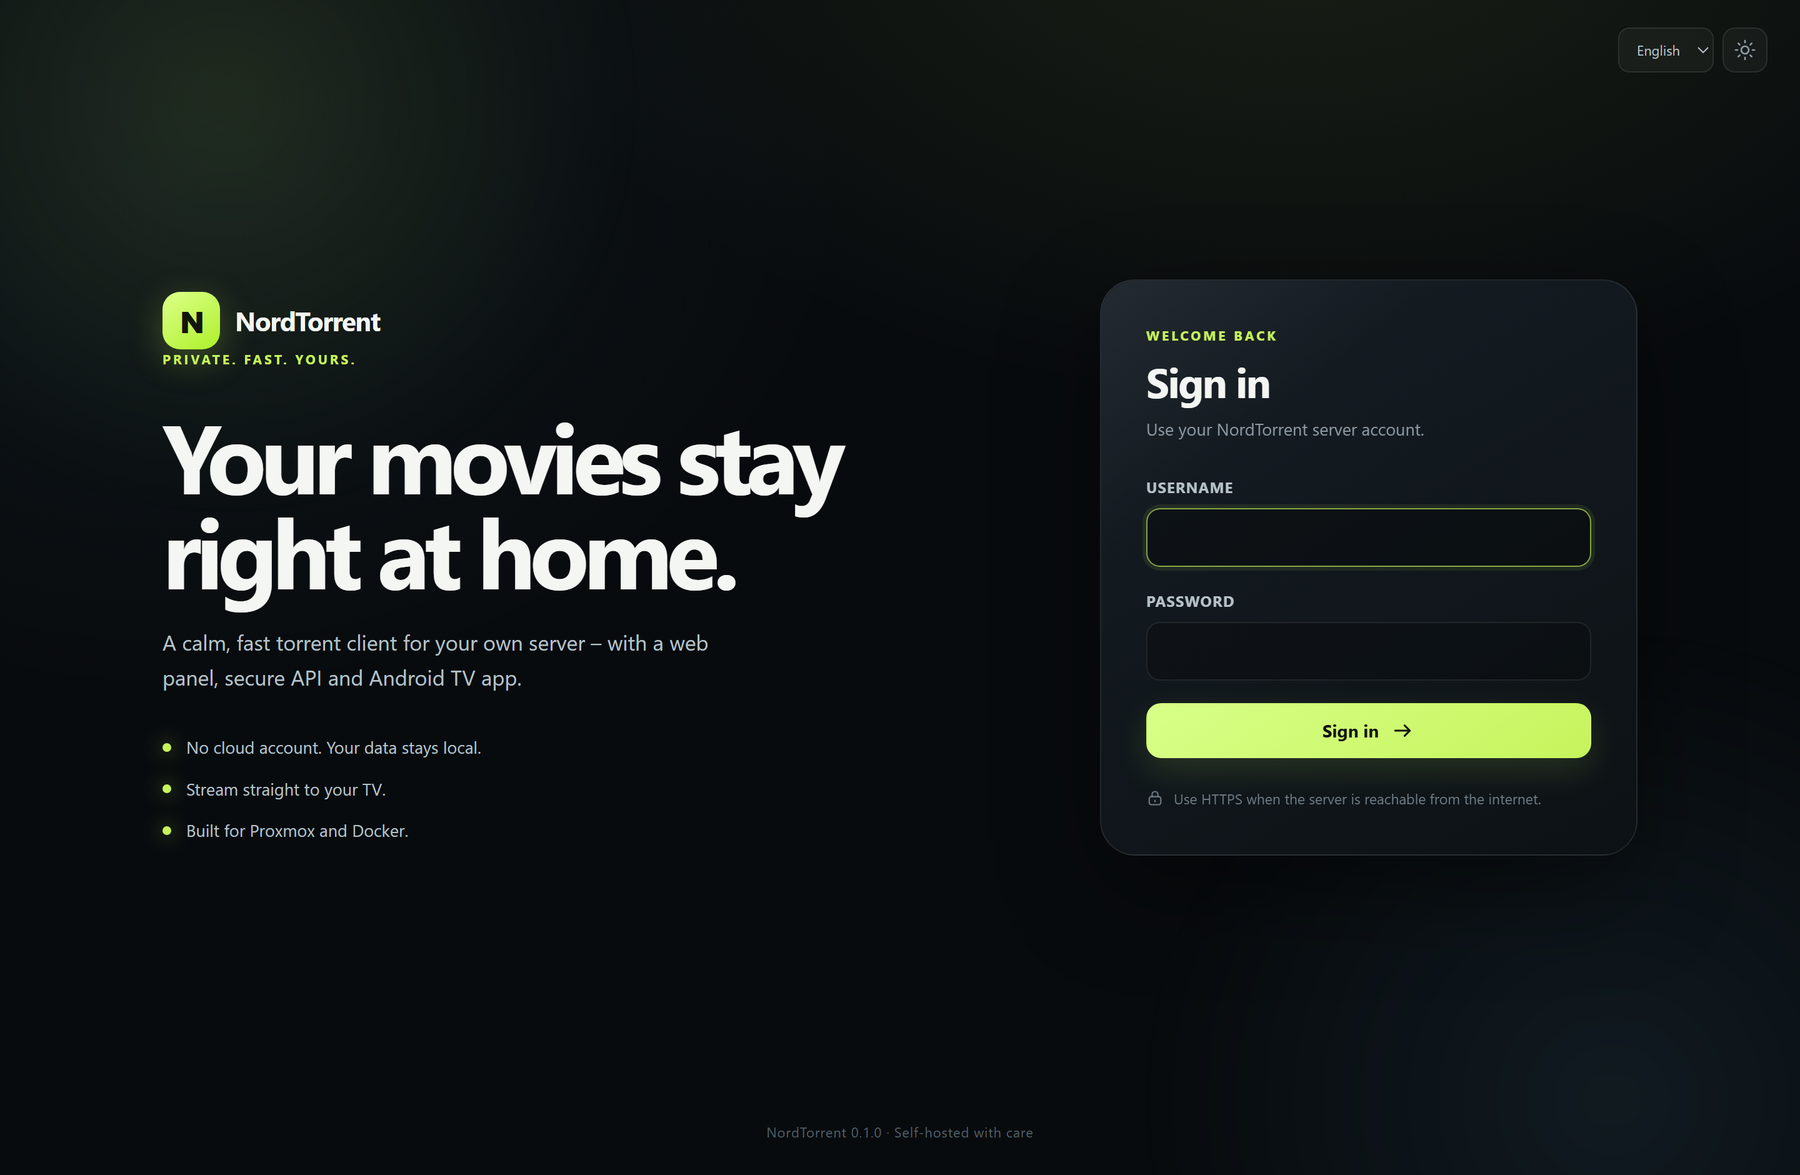 English
N
NordTorrent
PRIVATE. FAST. YOURS.
Your movies stay
right at home.
A calm, fast torrent client for your own server – with a web
panel, secure API and Android TV app.
No cloud account. Your data stays local.
Stream straight to your TV.
Built for Proxmox and Docker.
WELCOME BACK
Sign in
Use your NordTorrent server account.
USERNAME
PASSWORD
Sign in →
Use HTTPS when the server is reachable from the internet.
NordTorrent 0.1.0 · Self-hosted with care